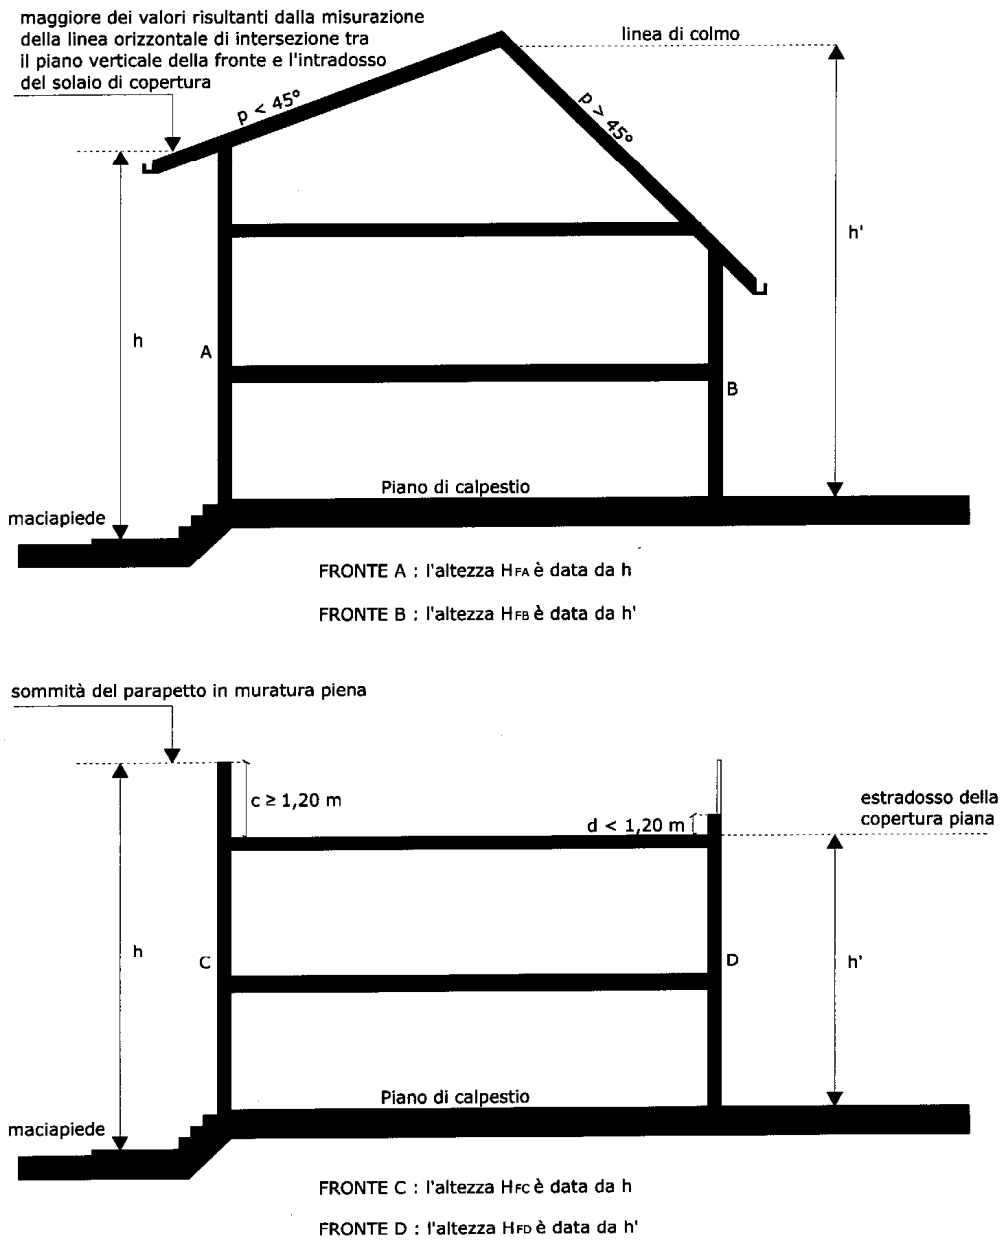 maggiore dei valori risultanti dalla misurazione
della linea orizzontale di intersezione tra
il piano verticale della fronte e l'intradosso
del solaio di copertura
linea di colmo
p < 45°
p > 45°
h'
h
A
B
Piano di calpestio
maciapiede
FRONTE A : l'altezza HFA è data da h
FRONTE B : l'altezza HFB è data da h'
sommità del parapetto in muratura piena
c ≥ 1,20 m
d < 1,20 m
estradosso della
copertura piana
h
C
D
h'
Piano di calpestio
maciapiede
FRONTE C : l'altezza HFC è data da h
FRONTE D : l'altezza HFD è data da h'